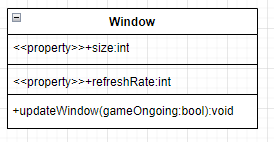 Window
<<property>>+size:int
<<property>>+refreshRate:int
+updateWindow(gameOngoing:bool):void